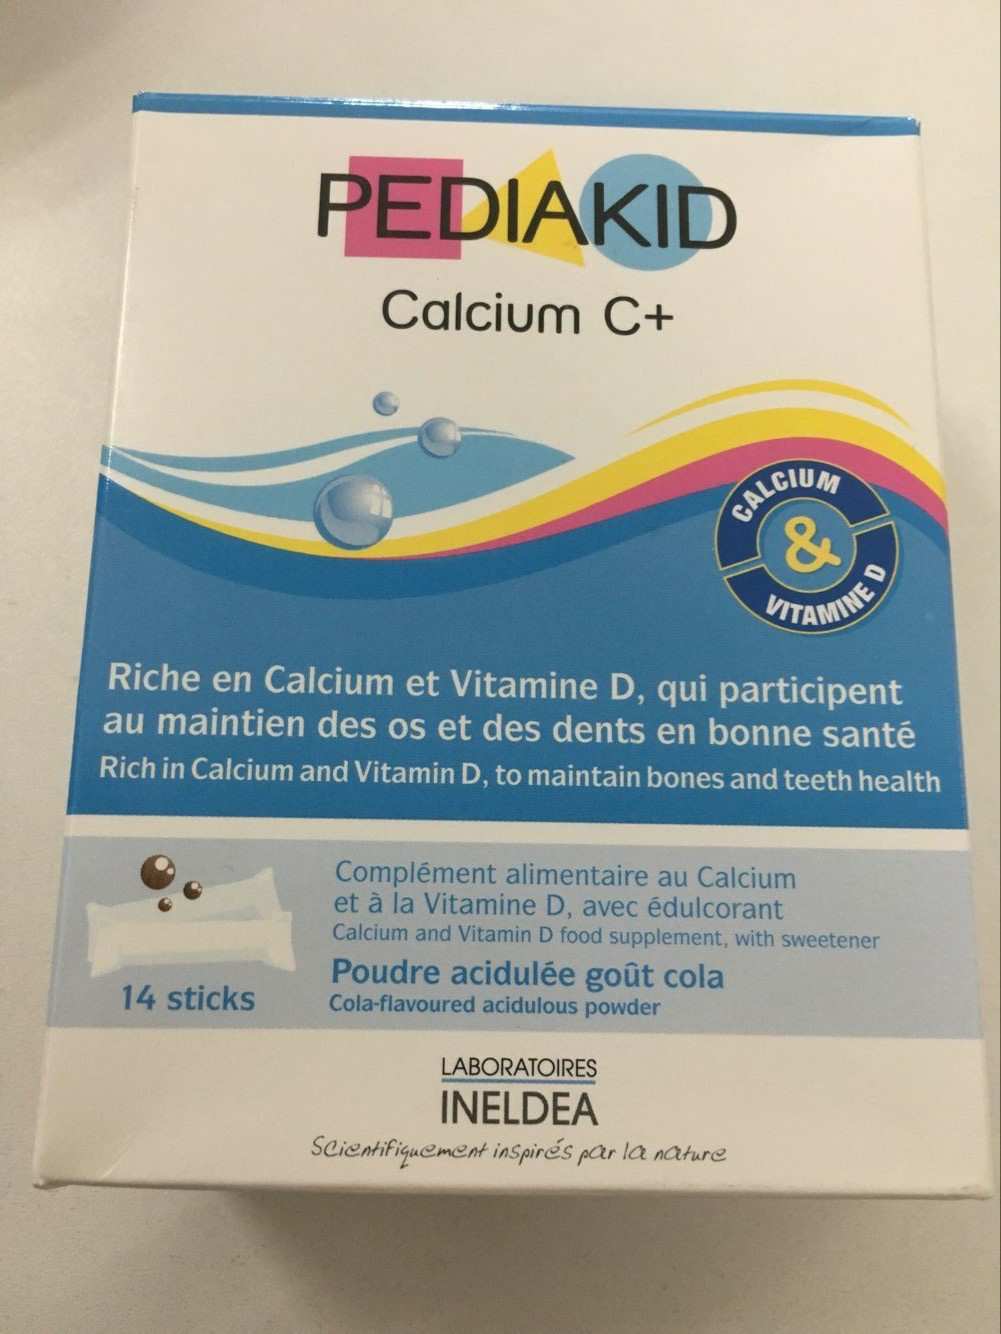 PEDIAKID
Calcium C+
CALCIUM
&
VITAMINE D
Riche en Calcium et Vitamine D, qui participent
au maintien des os et des dents en bonne santé
Rich in Calcium and Vitamin D, to maintain bones and teeth health
Complément alimentaire au Calcium
et à la Vitamine D, avec édulcorant
Calcium and Vitamin D food supplement, with sweetener
Poudre acidulée goût cola
Cola-flavoured acidulous powder
14 sticks
LABORATOIRES
INELDEA
Scientifiquement inspirés par la nature